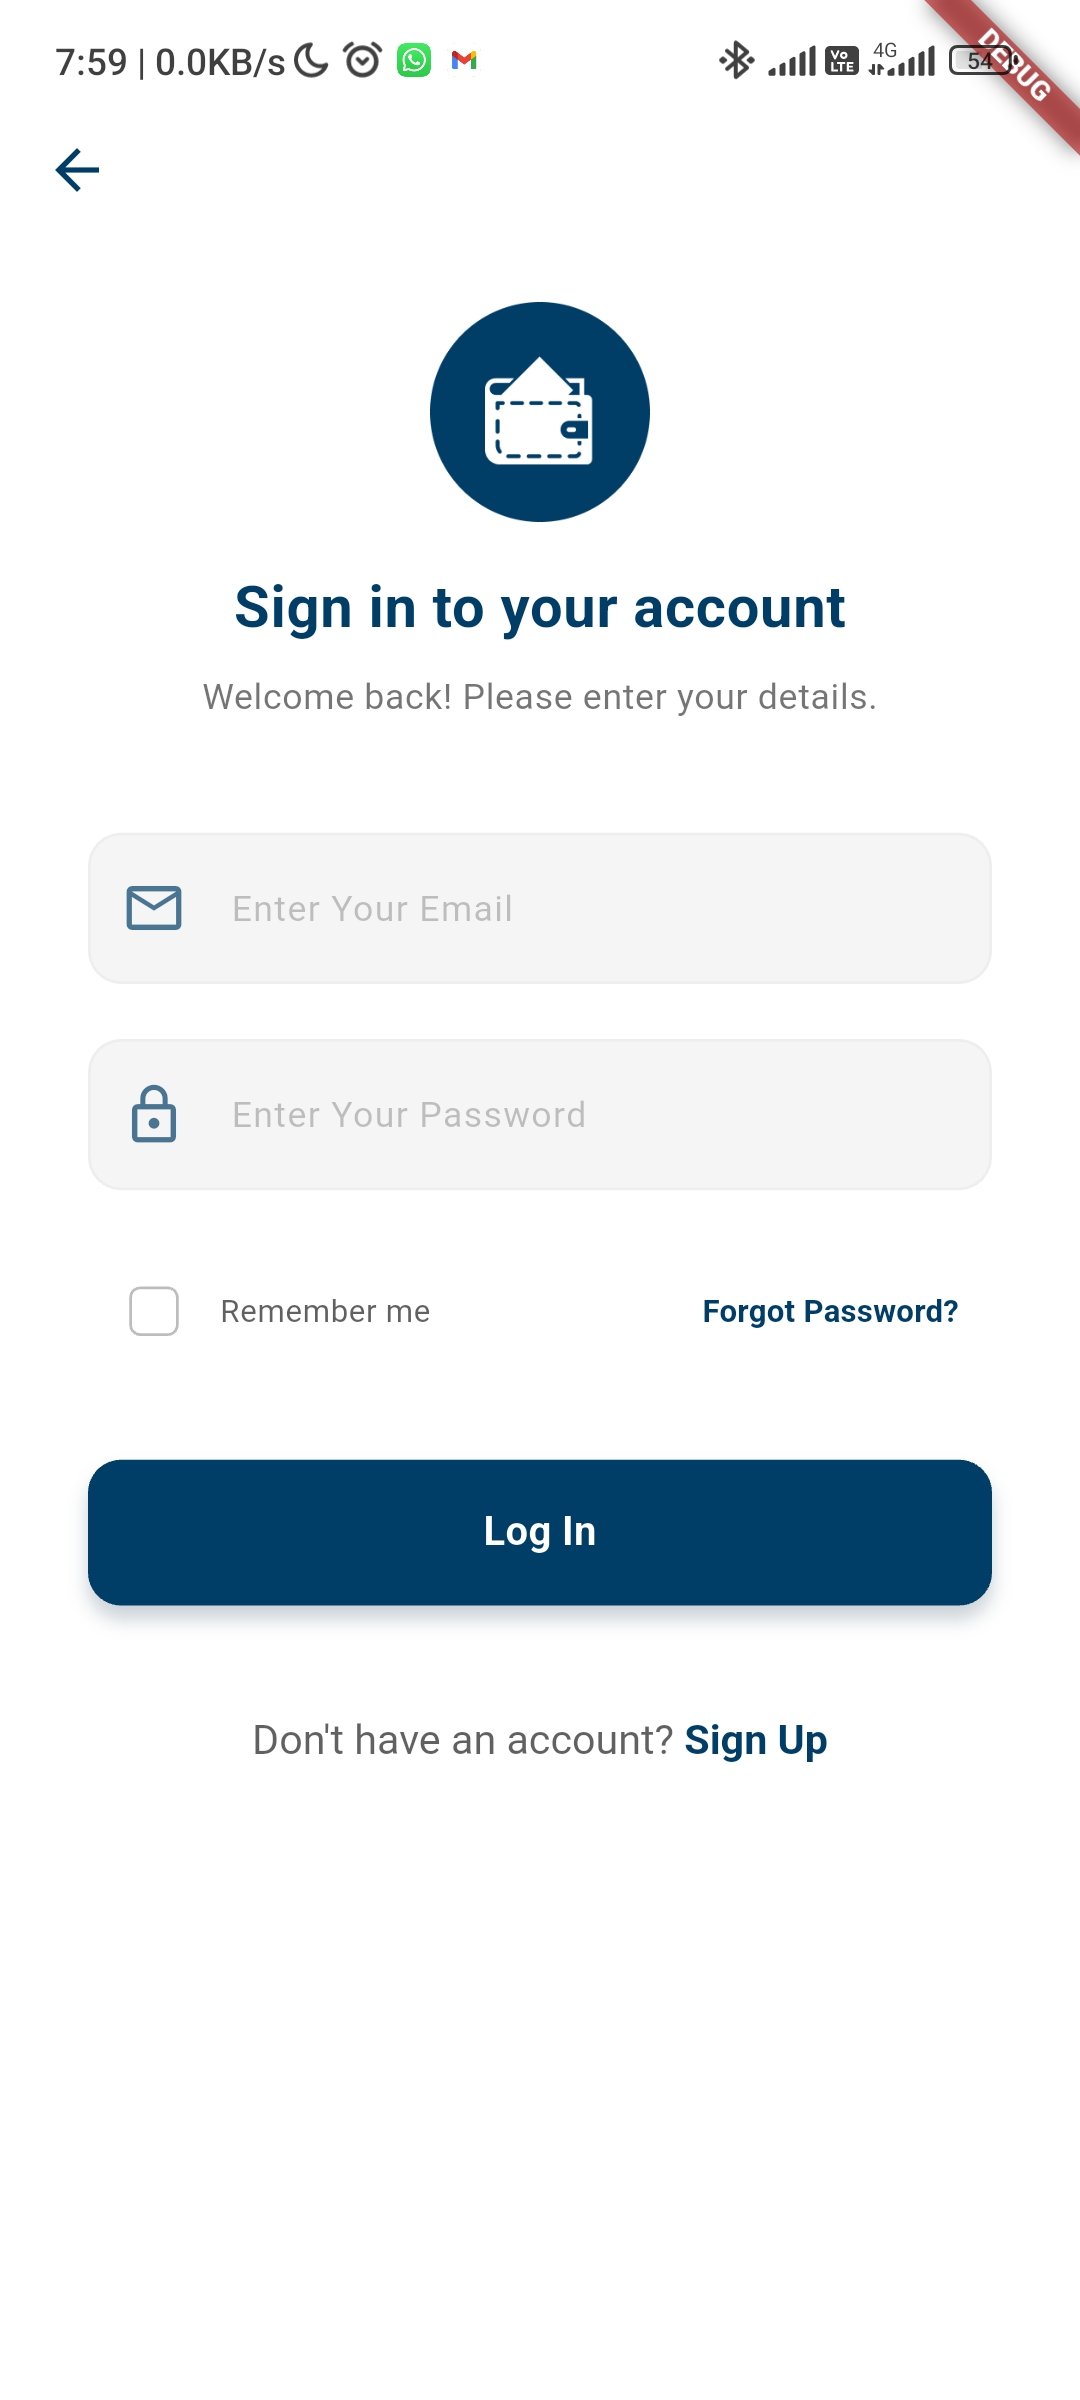 7:59 | 0.0KB/s
Vo LTE 4G 54
DEBUG
Sign in to your account
Welcome back! Please enter your details.
Enter Your Email
Enter Your Password
Remember me Forgot Password?
Log In
Don't have an account? Sign Up